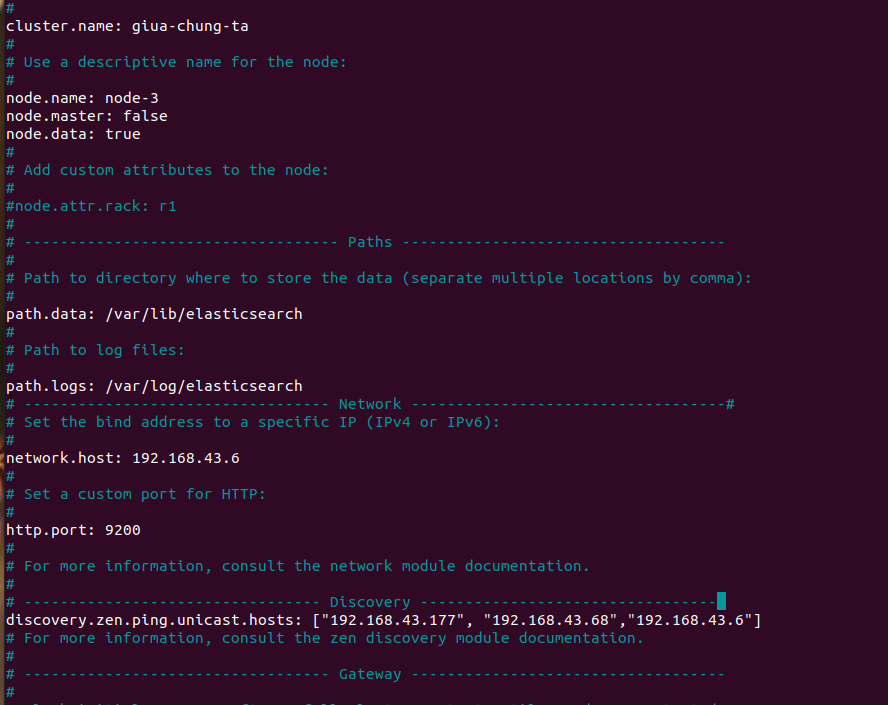 #
cluster.name: giua-chung-ta
#
# Use a descriptive name for the node:
#
node.name: node-3
node.master: false
node.data: true
#
# Add custom attributes to the node:
#
#node.attr.rack: r1
#
# ----------------------------------- Paths ------------------------------------
#
# Path to directory where to store the data (separate multiple locations by comma):
#
path.data: /var/lib/elasticsearch
#
# Path to log files:
#
path.logs: /var/log/elasticsearch
# ---------------------------------- Network -----------------------------------#
# Set the bind address to a specific IP (IPv4 or IPv6):
#
network.host: 192.168.43.6
#
# Set a custom port for HTTP:
#
http.port: 9200
#
# For more information, consult the network module documentation.
#
# --------------------------------- Discovery ---------------------------------
discovery.zen.ping.unicast.hosts: ["192.168.43.177", "192.168.43.68","192.168.43.6"]
# For more information, consult the zen discovery module documentation.
#
# ---------------------------------- Gateway -----------------------------------
#